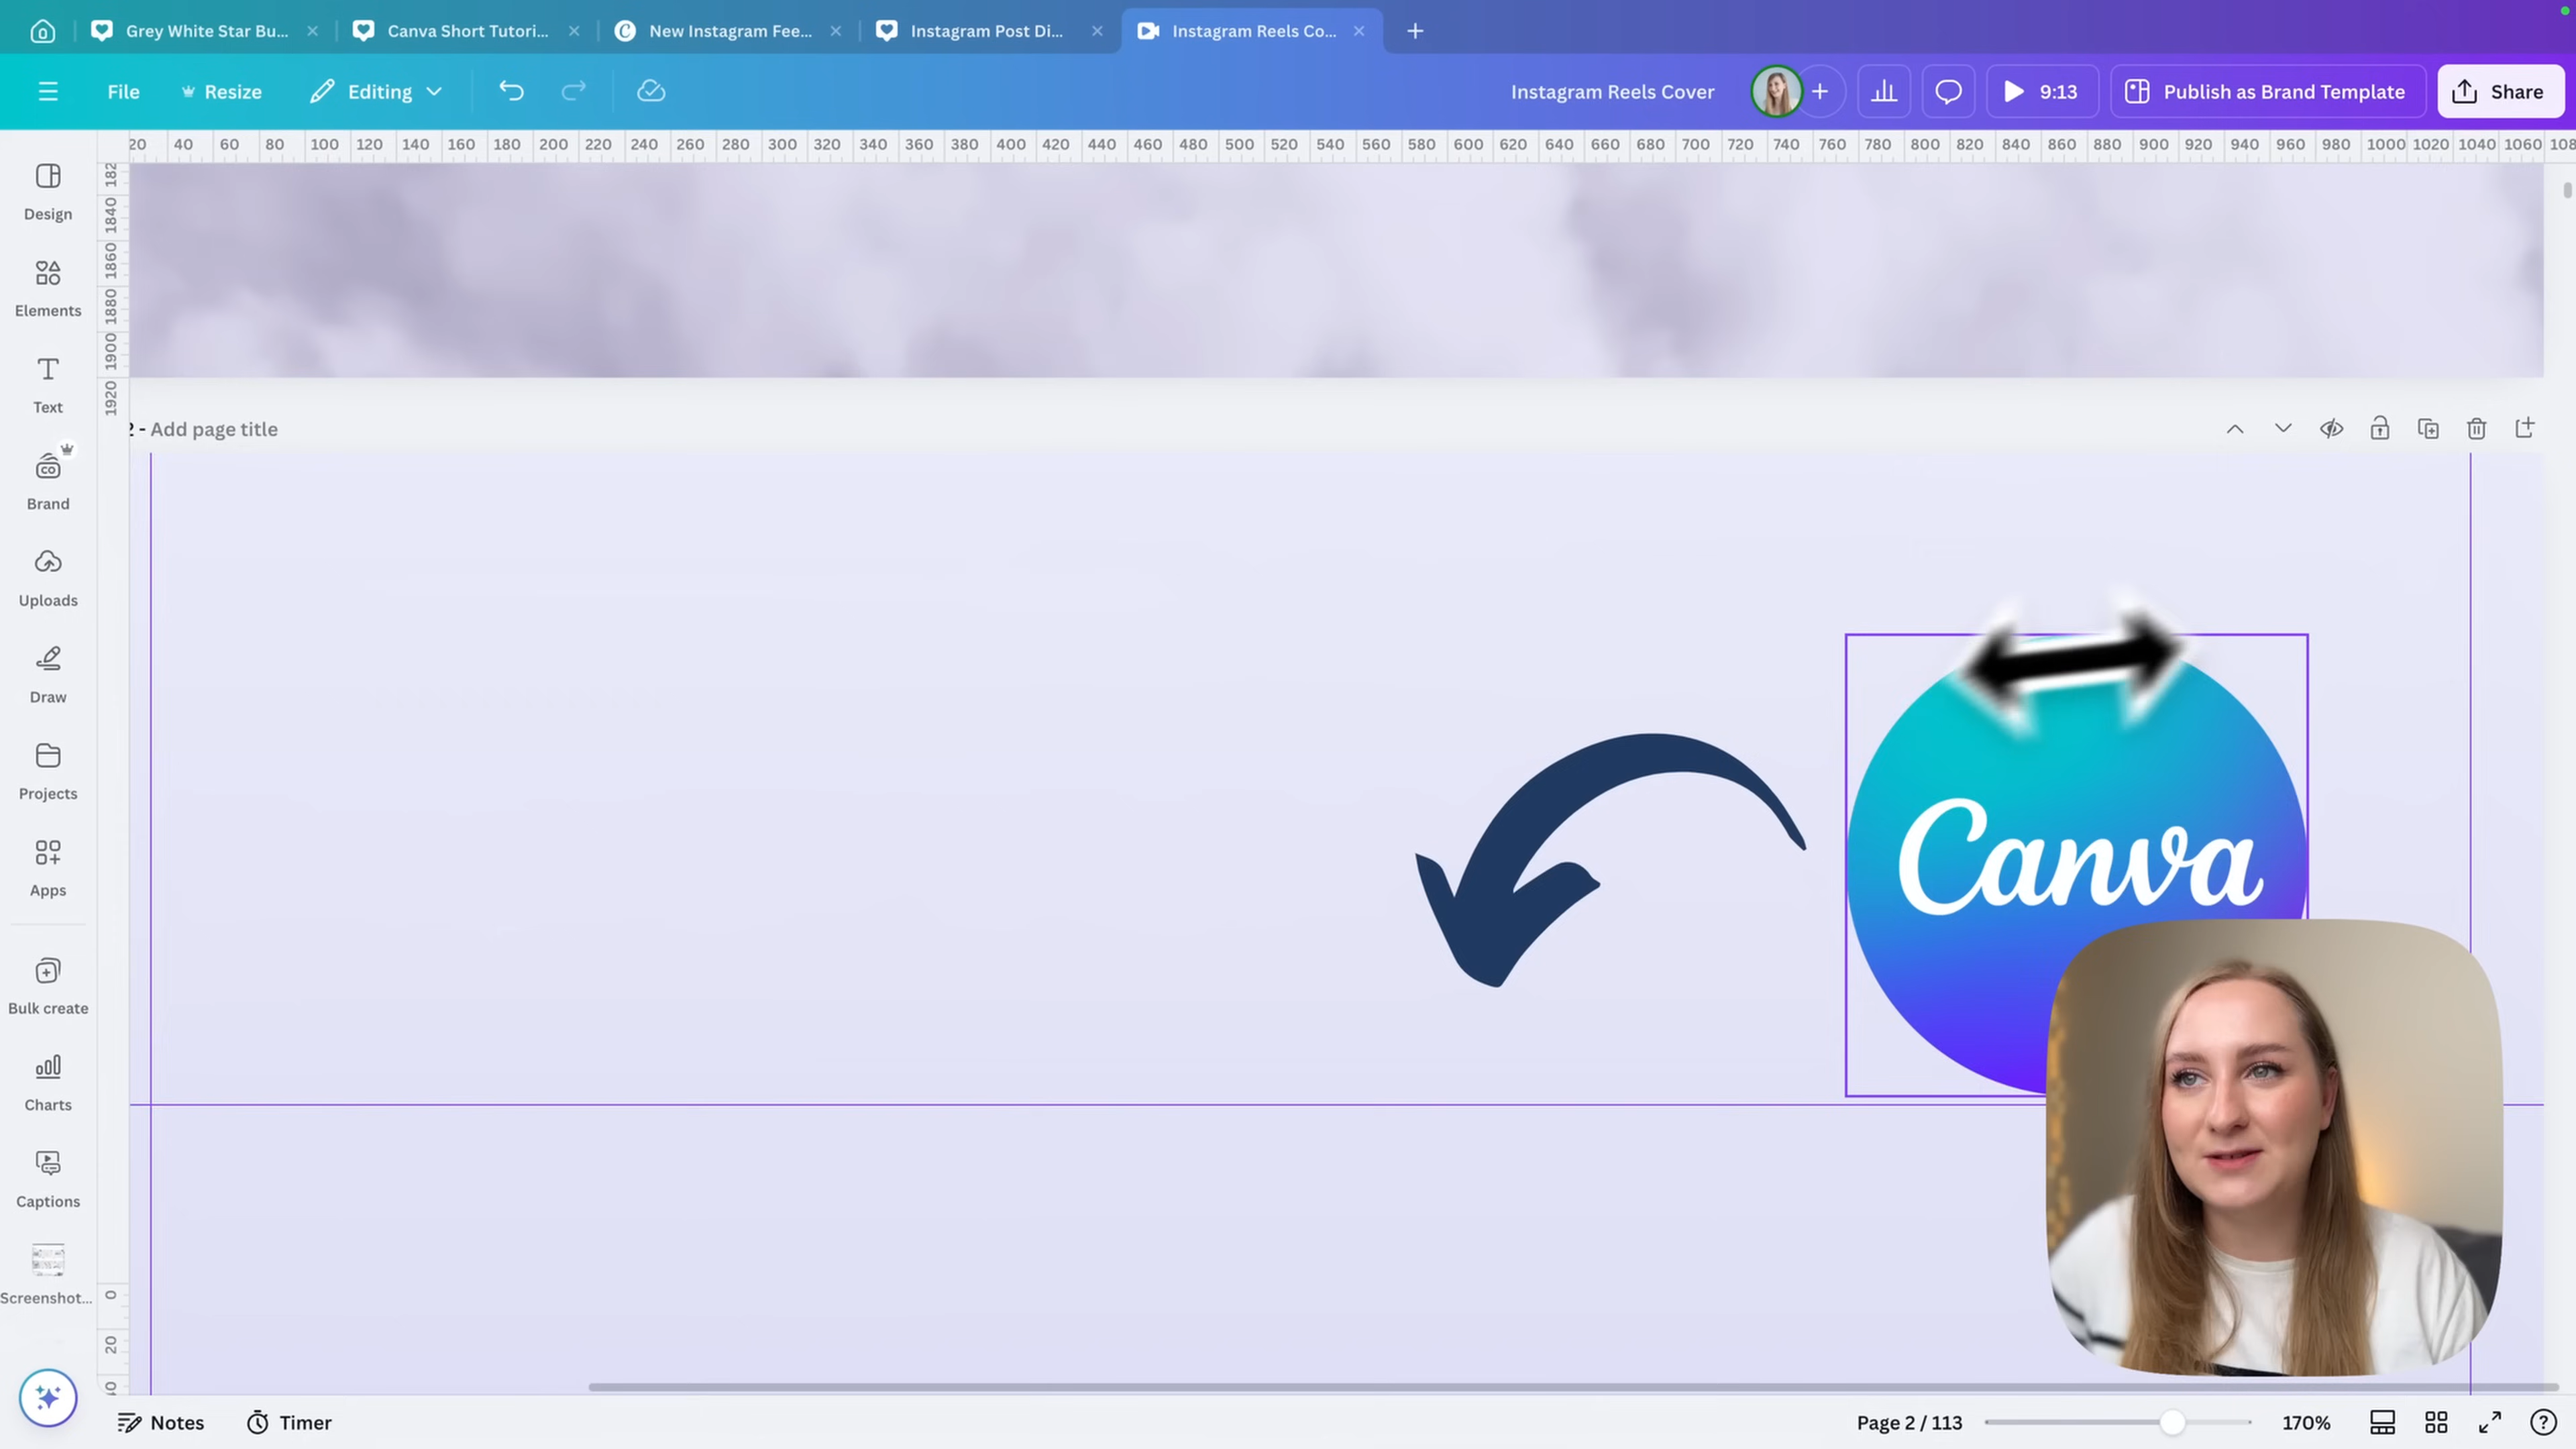 Grey White Star Bu...
Canva Short Tutori...
New Instagram Fee...
Instagram Post Di...
Instagram Reels Co...
File
Resize
Editing
Instagram Reels Cover
9:13
Publish as Brand Template
Share
20 40 60 80 100 120 140 160 180 200 220 240 260 280 300 320 340 360 380 400 420 440 460 480 500 520 540 560 580 600 620 640 660 680 700 720 740 760 780 800 820 840 860 880 900 920 940 960 980 1000 1020 1040 1060 108
182
1840
1860
1880
1900
1920
Design
Elements
Text
Brand
Uploads
Draw
Projects
Apps
Bulk create
Charts
Captions
Screenshot...
2 - Add page title
Canva
0
20
40
Notes
Timer
Page 2 / 113
170%